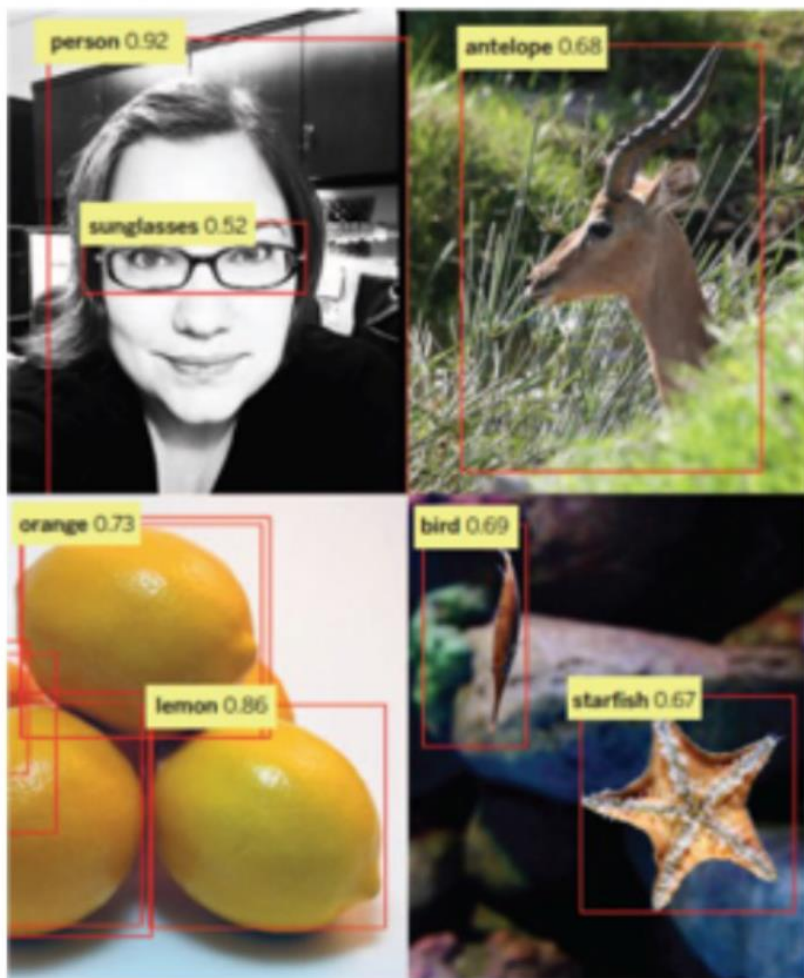 person 0.92
antelope 0.68
sunglasses 0.52
orange 0.73
bird 0.69
lemon 0.86
starfish 0.67